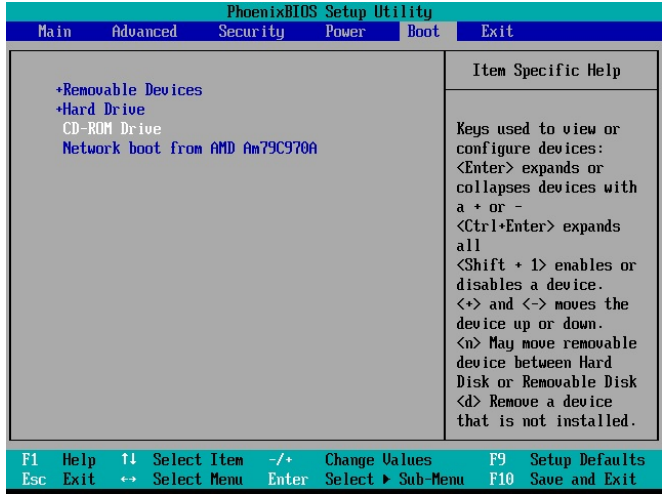 PhoenixBIOS Setup Utility
Main Advanced Security Power Boot Exit
Item Specific Help
+Removable Devices
+Hard Drive
CD-ROM Drive
Network boot from AMD Am79C970A
Keys used to view or
configure devices:
<Enter> expands or
collapses devices with
a + or -
<Ctrl+Enter> expands
all
<Shift + 1> enables or
disables a device.
<+> and <-> moves the
device up or down.
<n> May move removable
device between Hard
Disk or Removable Disk
<d> Remove a device
that is not installed.
F1 Help ↑↓ Select Item -/+ Change Values F9 Setup Defaults
Esc Exit ↔ Select Menu Enter Select ▶ Sub-Menu F10 Save and Exit